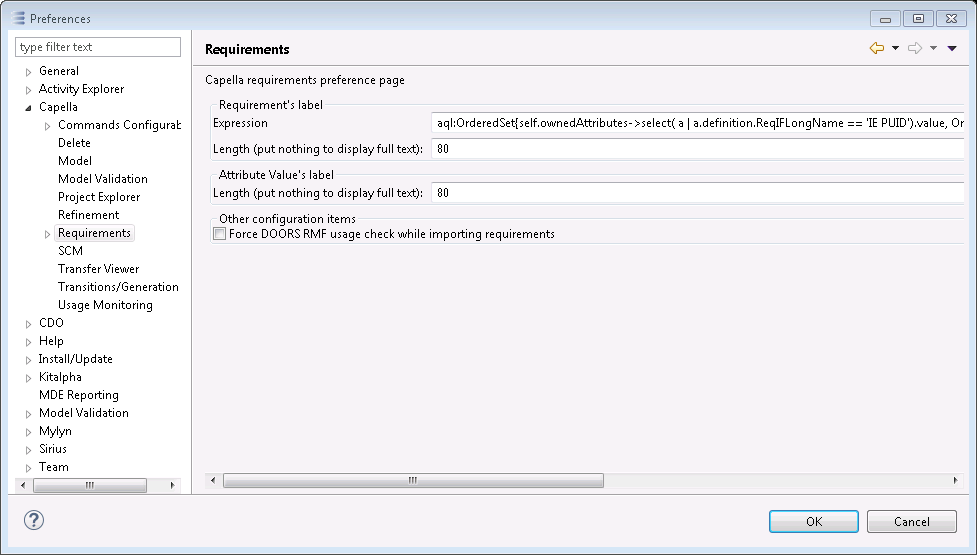 Preferences
type filter text
General
Activity Explorer
Capella
Commands Configurat
Delete
Model
Model Validation
Project Explorer
Refinement
Requirements
SCM
Transfer Viewer
Transitions/Generation
Usage Monitoring
CDO
Help
Install/Update
Kitalpha
MDE Reporting
Model Validation
Mylyn
Sirius
Team
Requirements
Capella requirements preference page
Requirement's label
Expression aql:OrderedSet{self.ownedAttributes->select( a | a.definition.ReqIFLongName == 'IE PUID').value, Or
Length (put nothing to display full text): 80
Attribute Value's label
Length (put nothing to display full text): 80
Other configuration items
Force DOORS RMF usage check while importing requirements
?
OK
Cancel